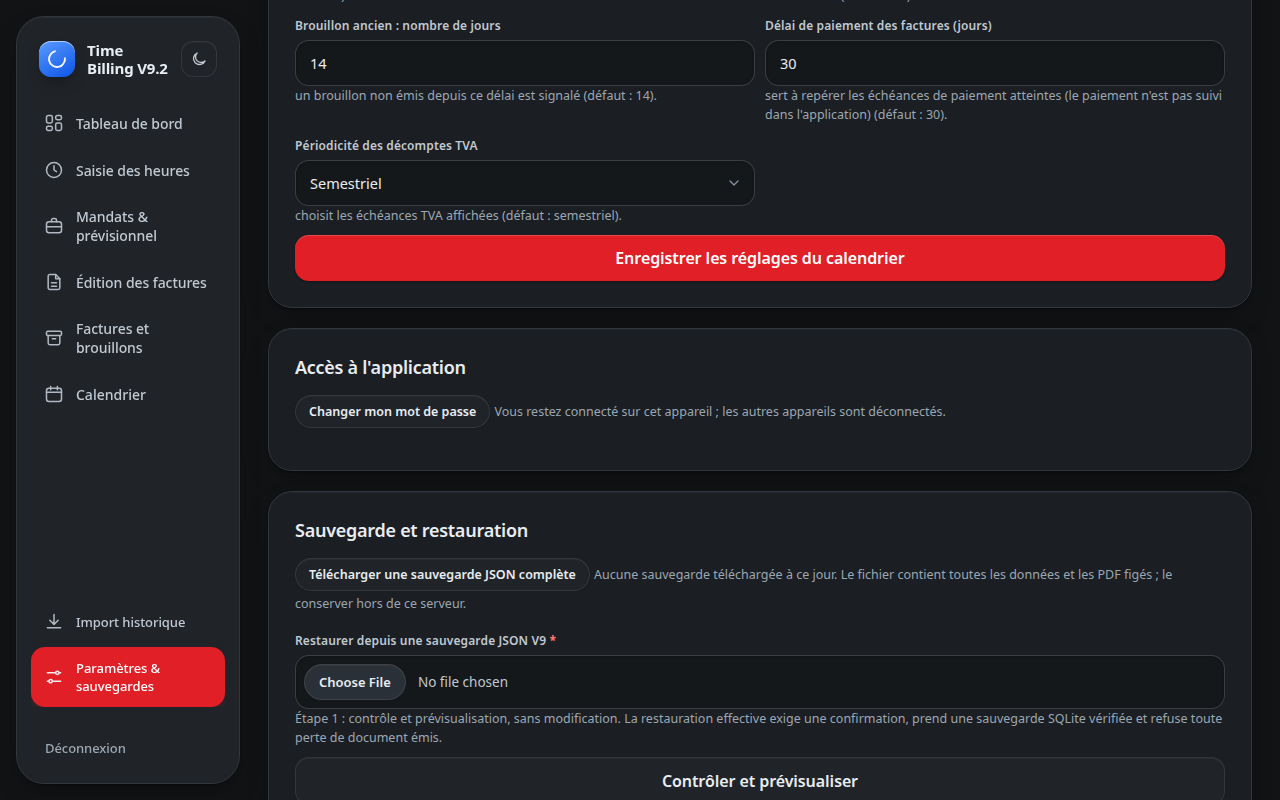 Time
Billing V9.2
Tableau de bord
Saisie des heures
Mandats &
prévisionnel
Édition des factures
Factures et
brouillons
Calendrier
Import historique
Paramètres &
sauvegardes
Déconnexion
Brouillon ancien : nombre de jours
14
un brouillon non émis depuis ce délai est signalé (défaut : 14).
Délai de paiement des factures (jours)
30
sert à repérer les échéances de paiement atteintes (le paiement n'est pas suivi
dans l'application) (défaut : 30).
Périodicité des décomptes TVA
Semestriel
choisit les échéances TVA affichées (défaut : semestriel).
Enregistrer les réglages du calendrier
Accès à l'application
Changer mon mot de passe Vous restez connecté sur cet appareil ; les autres appareils sont déconnectés.
Sauvegarde et restauration
Télécharger une sauvegarde JSON complète Aucune sauvegarde téléchargée à ce jour. Le fichier contient toutes les données et les PDF figés ; le
conserver hors de ce serveur.
Restaurer depuis une sauvegarde JSON V9 *
Choose File No file chosen
Étape 1 : contrôle et prévisualisation, sans modification. La restauration effective exige une confirmation, prend une sauvegarde SQLite vérifiée et refuse toute
perte de document émis.
Contrôler et prévisualiser